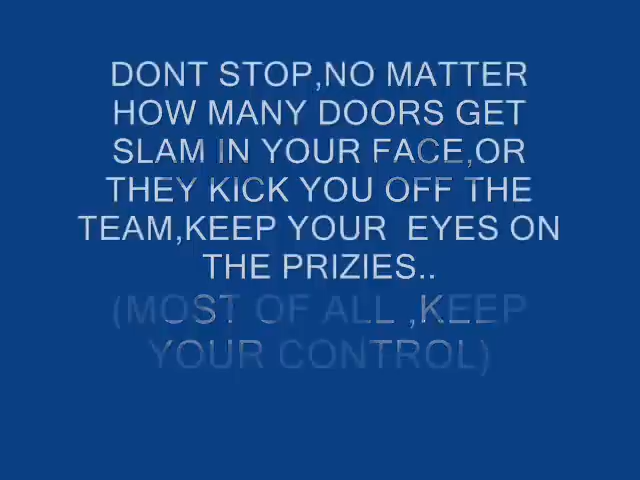 DONT STOP,NO MATTER
HOW MANY DOORS GET
SLAM IN YOUR FACE,OR
THEY KICK YOU OFF THE
TEAM,KEEP YOUR  EYES ON
THE PRIZIES..
(MOST OF ALL ,KEEP
YOUR CONTROL)